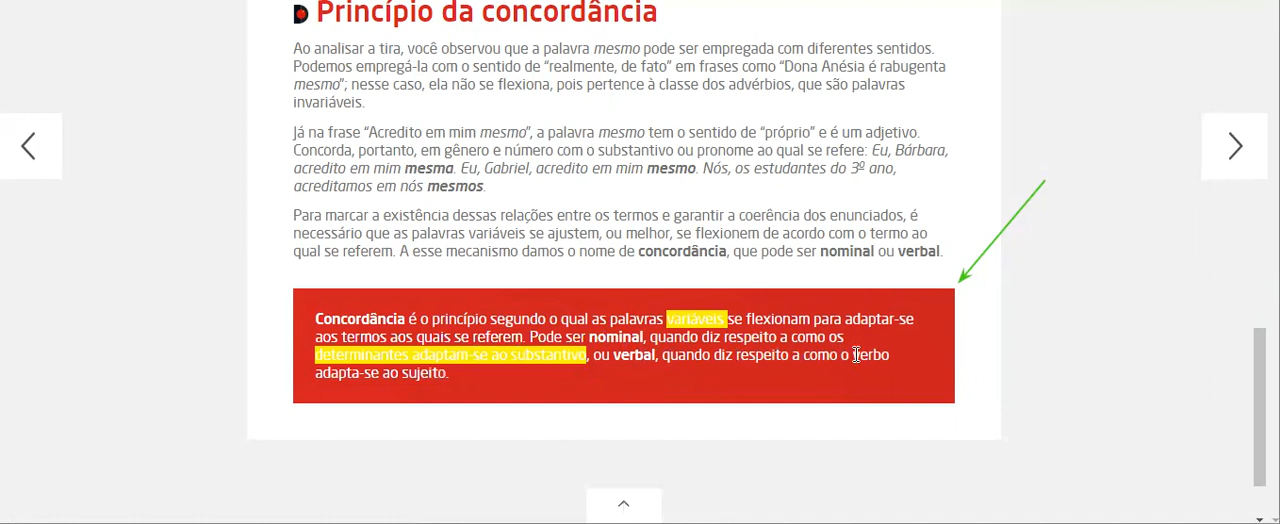 Princípio da concordância
Ao analisar a tira, você observou que a palavra mesmo pode ser empregada com diferentes sentidos.
Podemos empregá-la com o sentido de “realmente, de fato” em frases como “Dona Anésia é rabugenta
mesmo”; nesse caso, ela não se flexiona, pois pertence à classe dos advérbios, que são palavras
invariáveis.
Já na frase “Acredito em mim mesmo”, a palavra mesmo tem o sentido de “próprio” e é um adjetivo.
Concorda, portanto, em gênero e número com o substantivo ou pronome ao qual se refere: Eu, Bárbara,
acredito em mim mesma. Eu, Gabriel, acredito em mim mesmo. Nós, os estudantes do 3º ano,
acreditamos em nós mesmos.
Para marcar a existência dessas relações entre os termos e garantir a coerência dos enunciados, é
necessário que as palavras variáveis se ajustem, ou melhor, se flexionem de acordo com o termo ao
qual se referem. A esse mecanismo damos o nome de concordância, que pode ser nominal ou verbal.
Concordância é o princípio segundo o qual as palavras variáveis se flexionam para adaptar-se
aos termos aos quais se referem. Pode ser nominal, quando diz respeito a como os
determinantes adaptam-se ao substantivo, ou verbal, quando diz respeito a como o verbo
adapta-se ao sujeito.